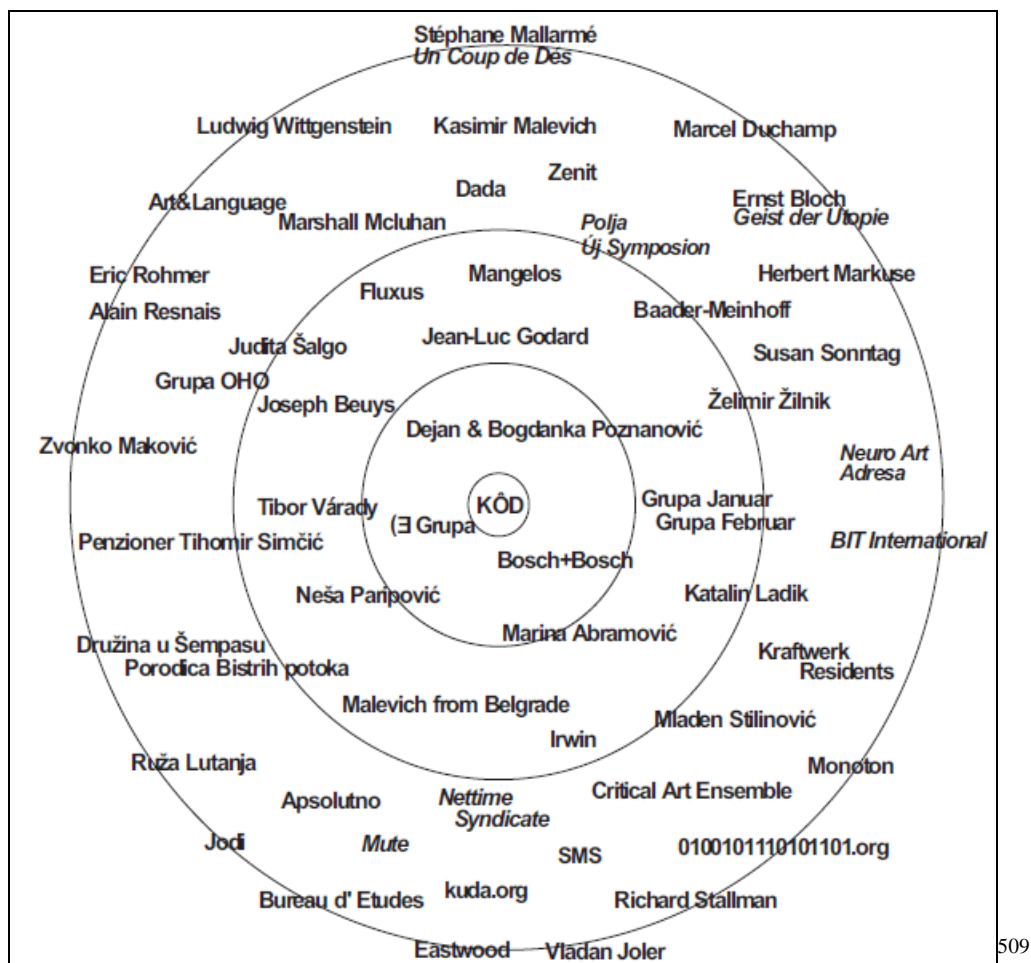 Stéphane Mallarmé
Un Coup de Dés
Ludwig Wittgenstein
Kasimir Malevich
Marcel Duchamp
Zenit
Dada
Art&Language
Ernst Bloch
Geist der Utopie
Marshall Mcluhan
Polja
Új Symposion
Eric Rohmer
Mangelos
Herbert Markuse
Fluxus
Alain Resnais
Baader-Meinhoff
Jean-Luc Godard
Judita Šalgo
Susan Sonntag
Grupa OHO
Joseph Beuys
Želimir Žilnik
Dejan & Bogdanka Poznanović
Zvonko Maković
Neuro Art
Adresa
Tibor Várady
KÔD
Grupa Januar
(∃ Grupa
Grupa Februar
Penzioner Tihomir Simčić
BIT International
Bosch+Bosch
Neša Paripović
Katalin Ladik
Marina Abramović
Družina u Šempasu
Kraftwerk
Porodica Bistrih potoka
Residents
Malevich from Belgrade
Mladen Stilinović
Irwin
Ruža Lutanja
Monoton
Apsolutno
Nettime
Syndicate
Critical Art Ensemble
Jodi
Mute
SMS
0100101110101101.org
Bureau d' Etudes
kuda.org
Richard Stallman
Eastwood
Vladan Joler
509